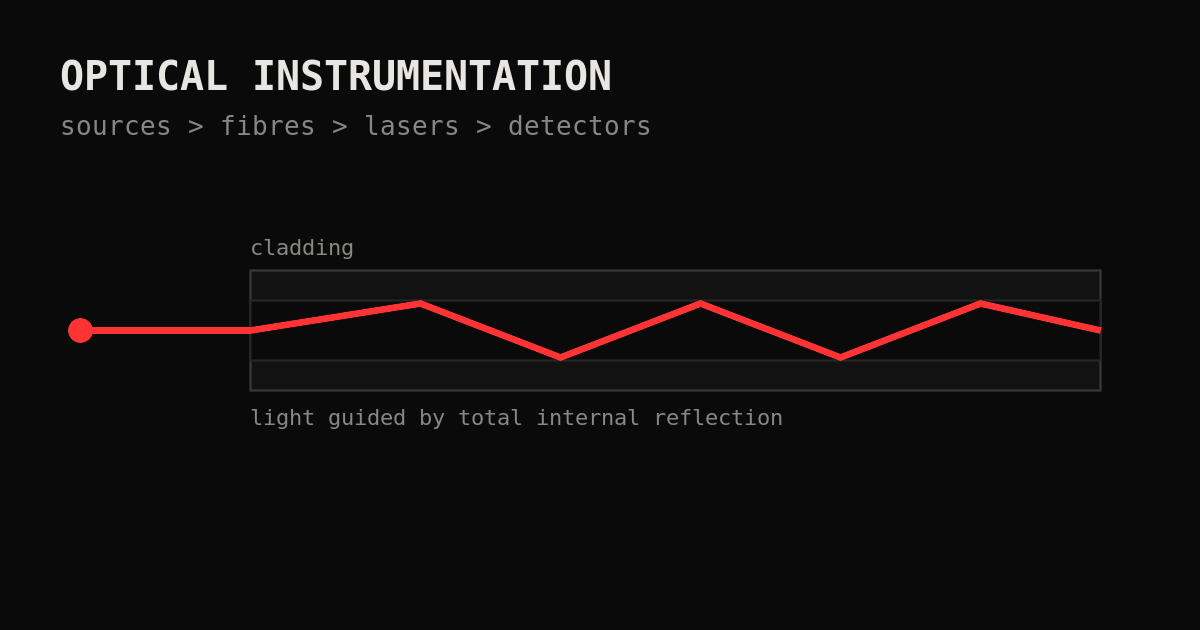 OPTICAL INSTRUMENTATION
sources > fibres > lasers > detectors
cladding
light guided by total internal reflection